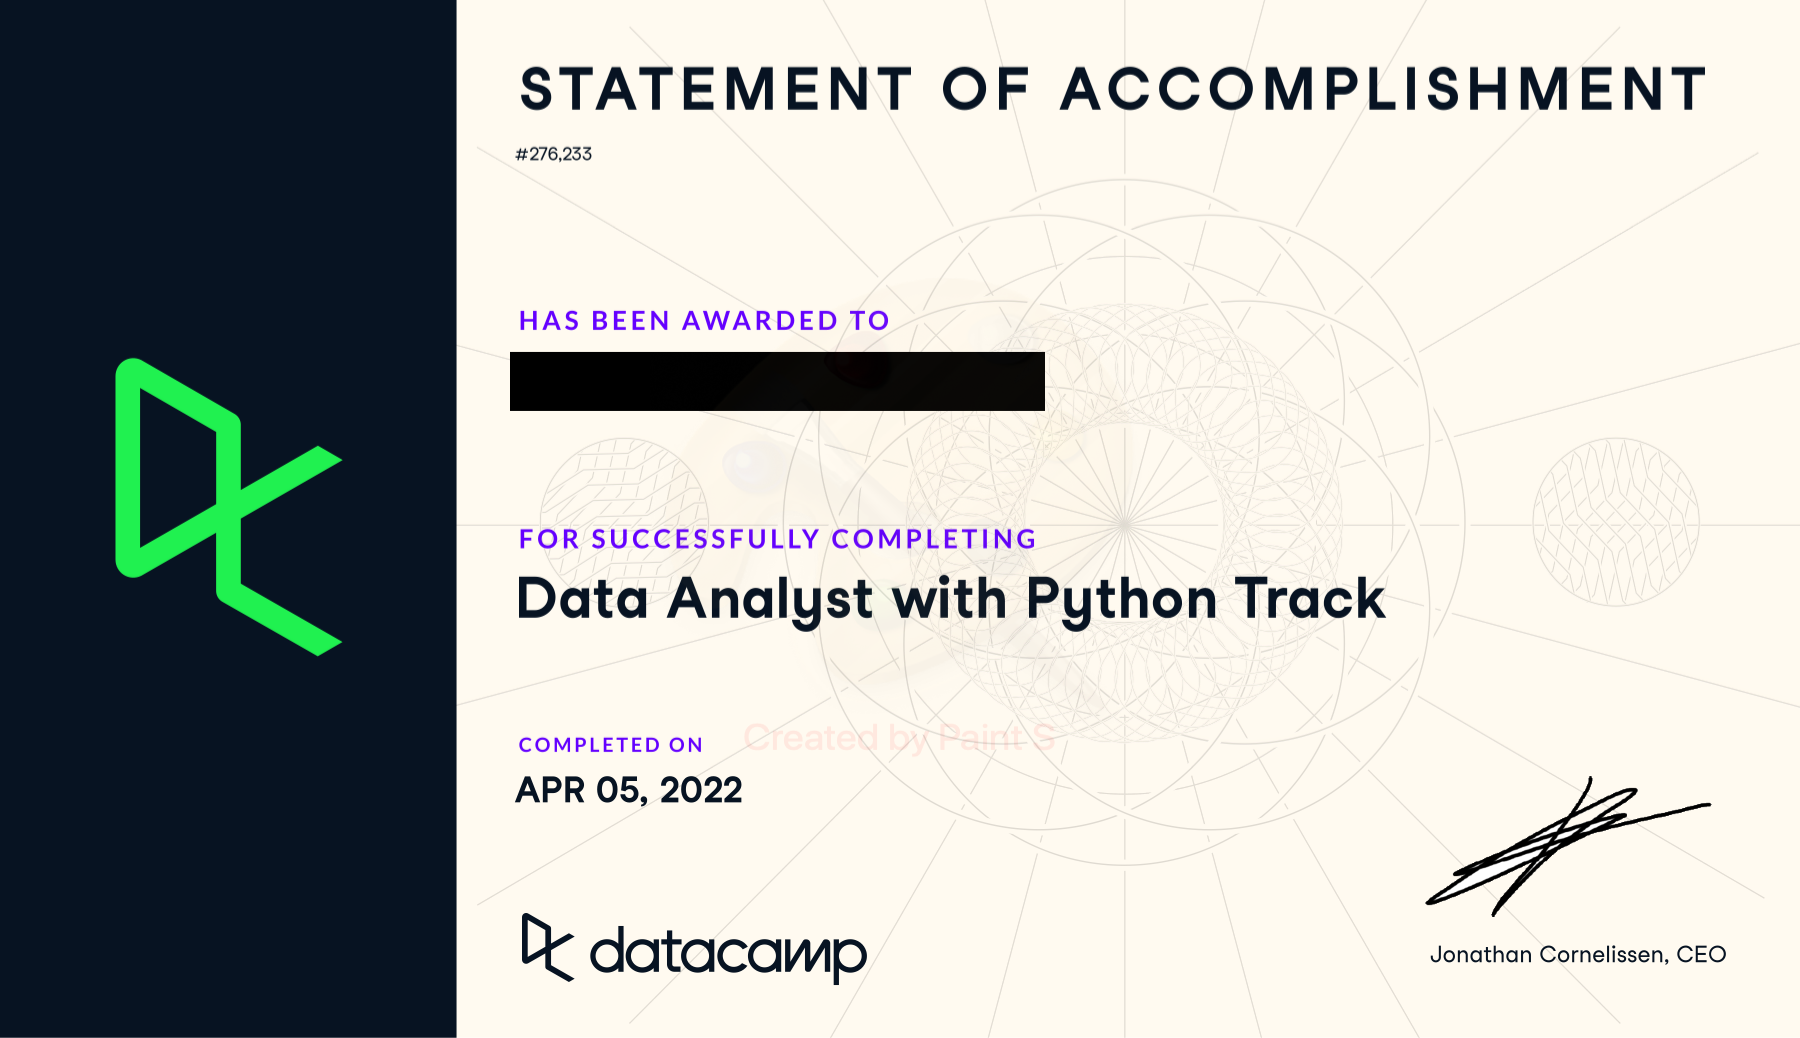 STATEMENT OF ACCOMPLISHMENT
#276,233
HAS BEEN AWARDED TO
FOR SUCCESSFULLY COMPLETING
Data Analyst with Python Track
Created by Paint S
COMPLETED ON
APR 05, 2022
datacamp
Jonathan Cornelissen, CEO